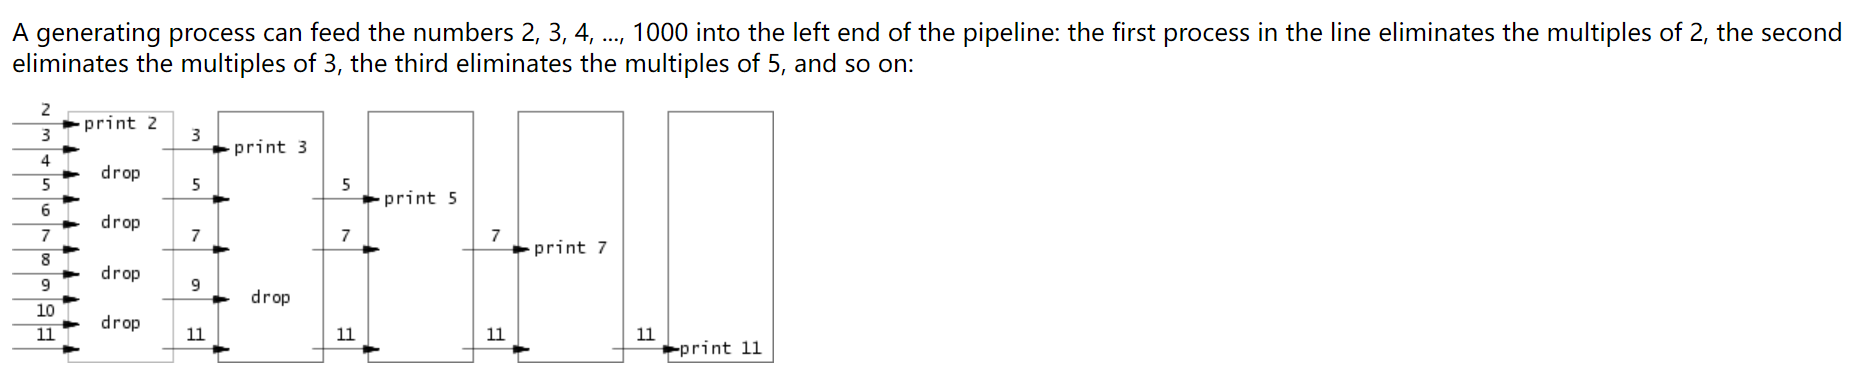 A generating process can feed the numbers 2, 3, 4, ..., 1000 into the left end of the pipeline: the first process in the line eliminates the multiples of 2, the second
eliminates the multiples of 3, the third eliminates the multiples of 5, and so on:
2
print 2
3
3
print 3
4
drop
5
5
5
print 5
6
drop
7
7
7
7
print 7
8
drop
9
9
drop
10
drop
11
11
11
11
11
print 11